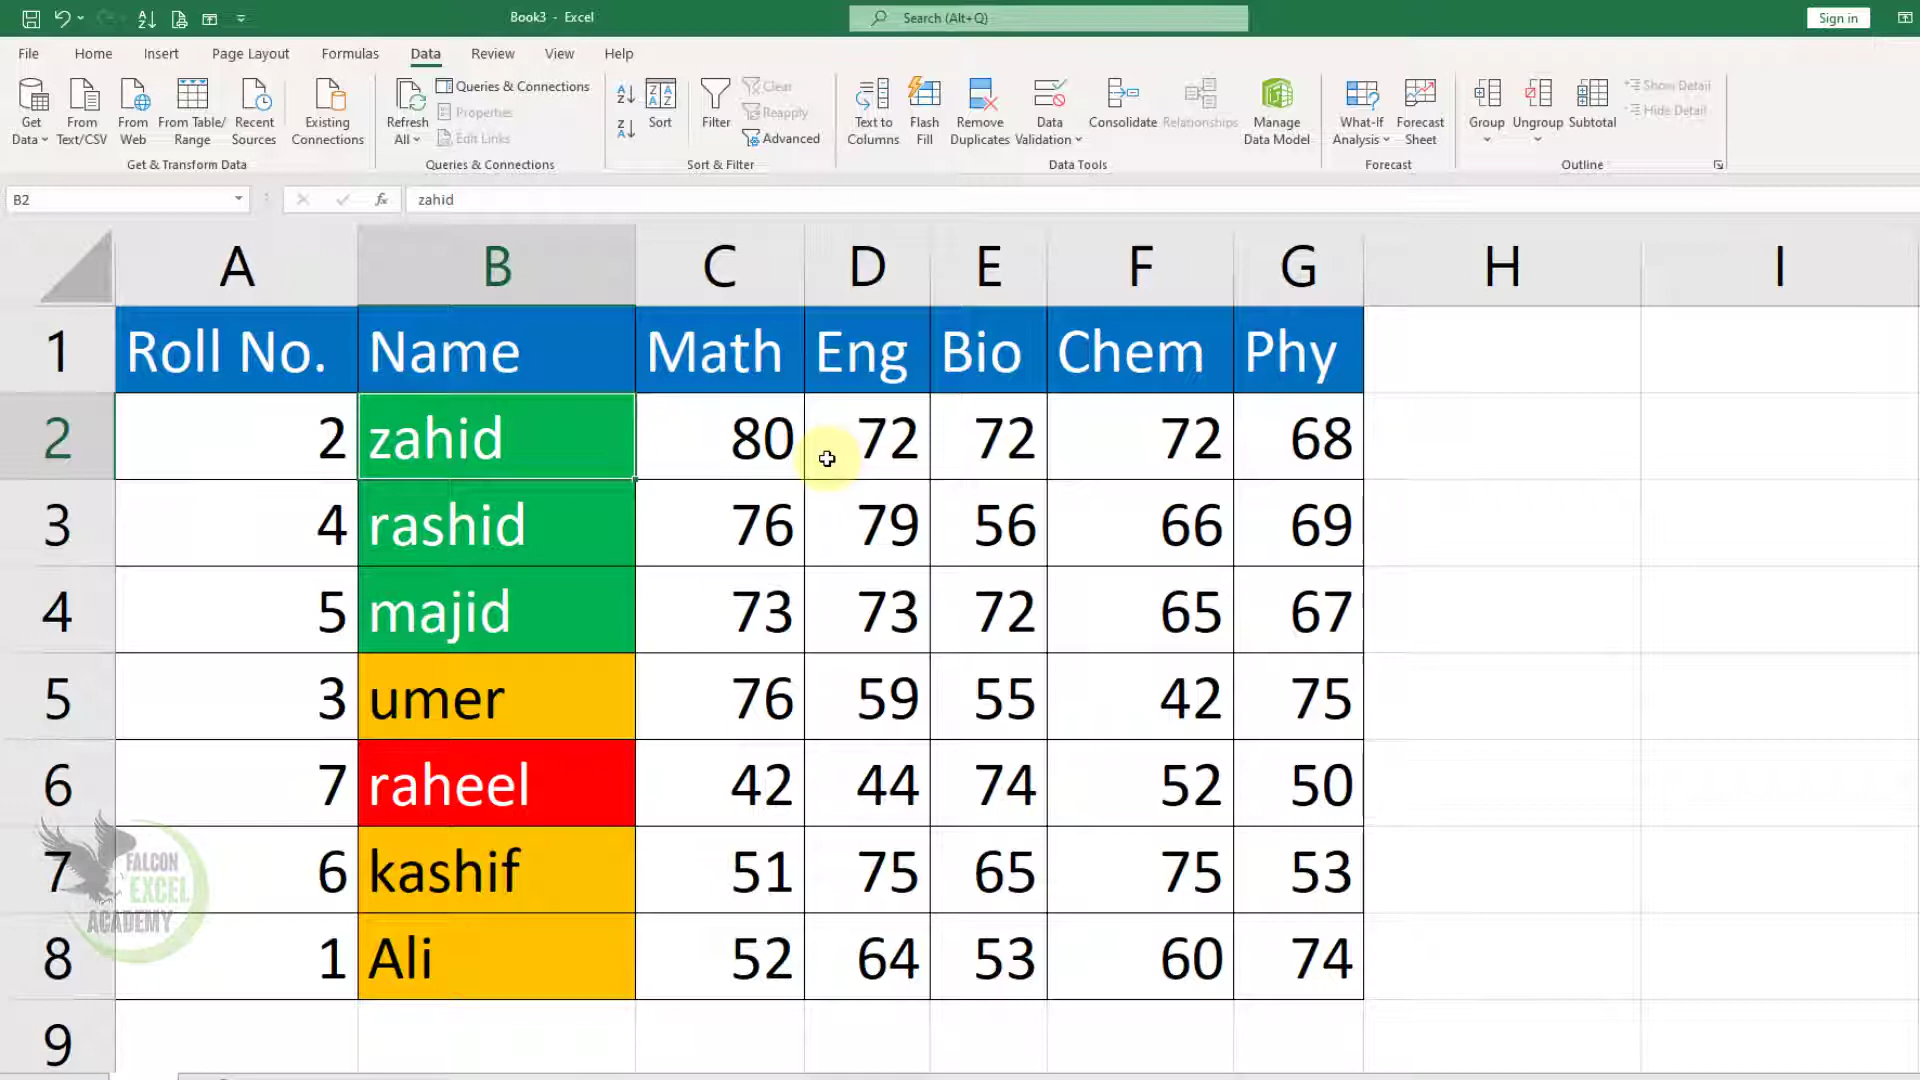 Book3 - Excel
Search (Alt+Q)
Sign in
File Home Insert Page Layout Formulas Data Review View Help
Get Data
From Text/CSV
From Web
From Table/ Range
Recent Sources
Existing Connections
Get & Transform Data
Refresh All
Queries & Connections
Properties
Edit Links
Queries & Connections
Sort
Filter
Clear
Reapply
Advanced
Sort & Filter
Text to Columns
Flash Fill
Remove Duplicates
Data Validation
Consolidate
Relationships
Manage Data Model
Data Tools
What-If Analysis
Forecast Sheet
Forecast
Group
Ungroup
Subtotal
Show Detail
Hide Detail
Outline
B2 fx zahid
A B C D E F G H I
1 Roll No. Name Math Eng Bio Chem Phy
2 2 zahid 80 72 72 72 68
3 4 rashid 76 79 56 66 69
4 5 majid 73 73 72 65 67
5 3 umer 76 59 55 42 75
6 7 raheel 42 44 74 52 50
7 6 kashif 51 75 65 75 53
8 1 Ali 52 64 53 60 74
9
FALCON
EXCEL
ACADEMY